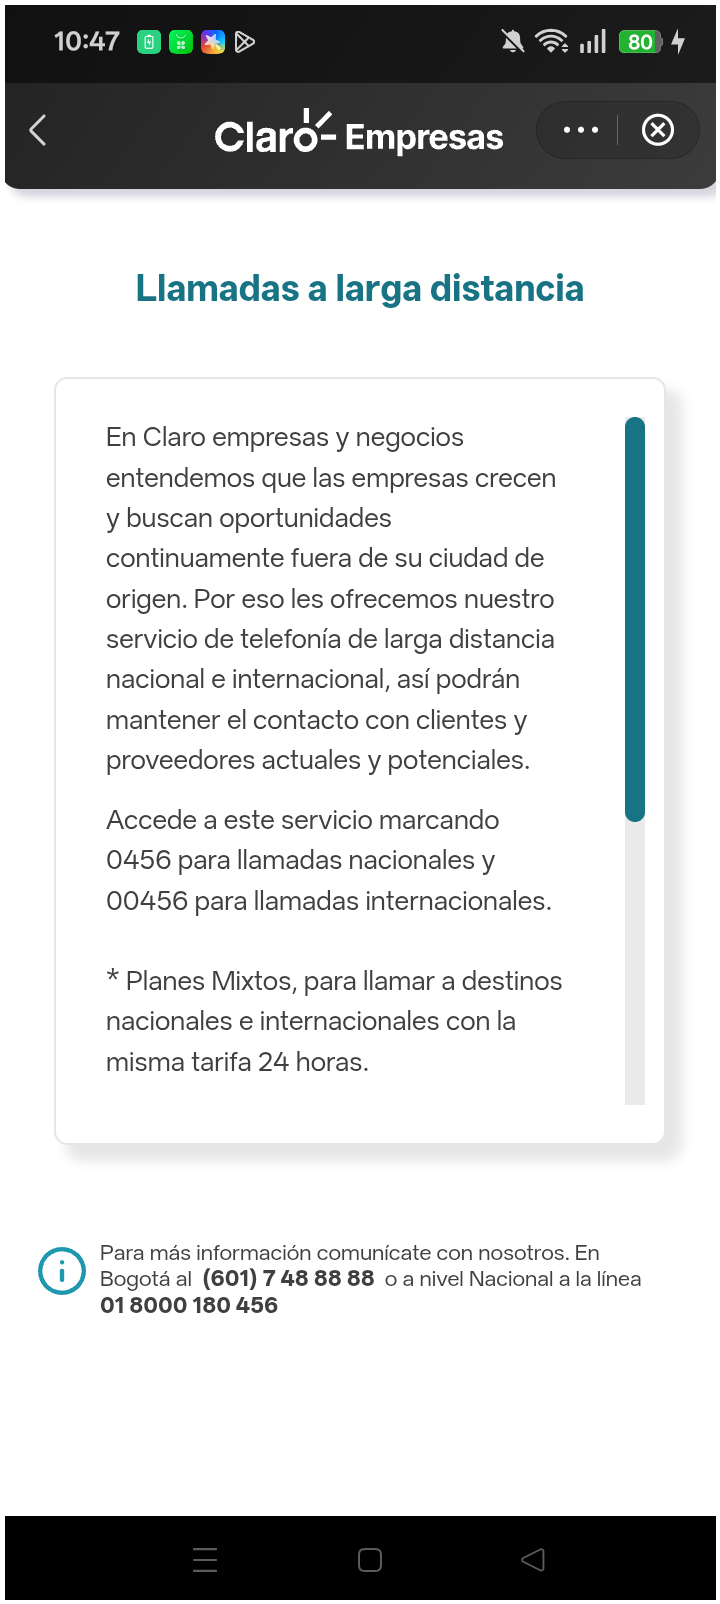 10:47
80
Claro Empresas
Llamadas a larga distancia
En Claro empresas y negocios
entendemos que las empresas crecen
y buscan oportunidades
continuamente fuera de su ciudad de
origen. Por eso les ofrecemos nuestro
servicio de telefonía de larga distancia
nacional e internacional, así podrán
mantener el contacto con clientes y
proveedores actuales y potenciales.
Accede a este servicio marcando
0456 para llamadas nacionales y
00456 para llamadas internacionales.
* Planes Mixtos, para llamar a destinos
nacionales e internacionales con la
misma tarifa 24 horas.
Para más información comunícate con nosotros. En
Bogotá al (601) 7 48 88 88 o a nivel Nacional a la línea
01 8000 180 456